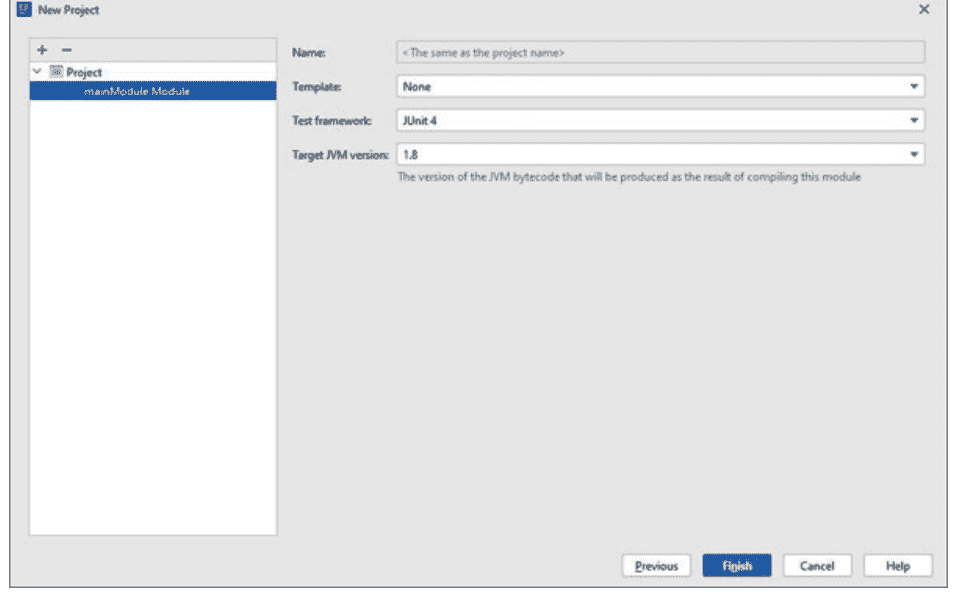 New Project
Project
mainModule Module
Name: <The same as the project name>
Template: None
Test framework: JUnit 4
Target JVM version: 1.8
The version of the JVM bytecode that will be produced as the result of compiling this module
Previous Finish Cancel Help